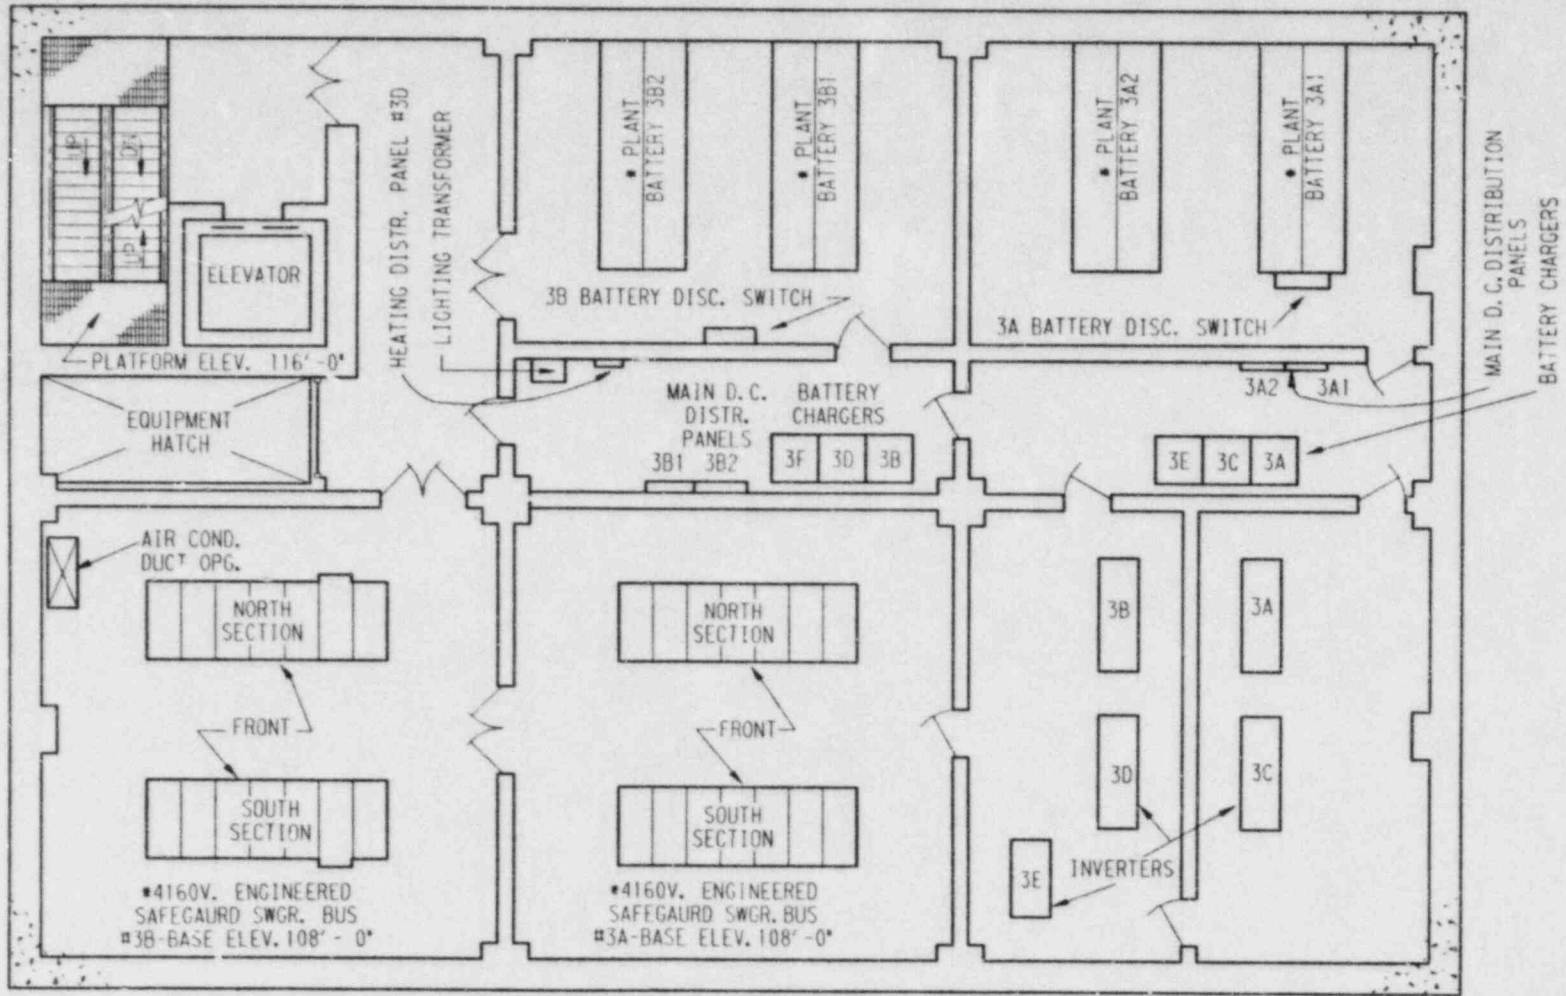 UP
DN
UP
ELEVATOR
PLATFORM ELEV. 116'-0"
EQUIPMENT
HATCH
HEATING DISTR. PANEL #3D
LIGHTING TRANSFORMER
* PLANT
BATTERY 3B2
* PLANT
BATTERY 3B1
3B BATTERY DISC. SWITCH
* PLANT
BATTERY 3A2
* PLANT
BATTERY 3A1
3A BATTERY DISC. SWITCH
MAIN D.C. DISTRIBUTION
PANELS
BATTERY CHARGERS
MAIN D.C.
DISTR.
PANELS
3B1 3B2
BATTERY
CHARGERS
3F 3D 3B
3A2 3A1
3E 3C 3A
AIR COND.
DUCT OPG.
NORTH
SECTION
FRONT
SOUTH
SECTION
*4160V. ENGINEERED
SAFEGAURD SWGR. BUS
#3B-BASE ELEV. 108'-0"
NORTH
SECTION
FRONT
SOUTH
SECTION
*4160V. ENGINEERED
SAFEGAURD SWGR. BUS
#3A-BASE ELEV. 108'-0"
3B
3A
3D
3C
INVERTERS
3E